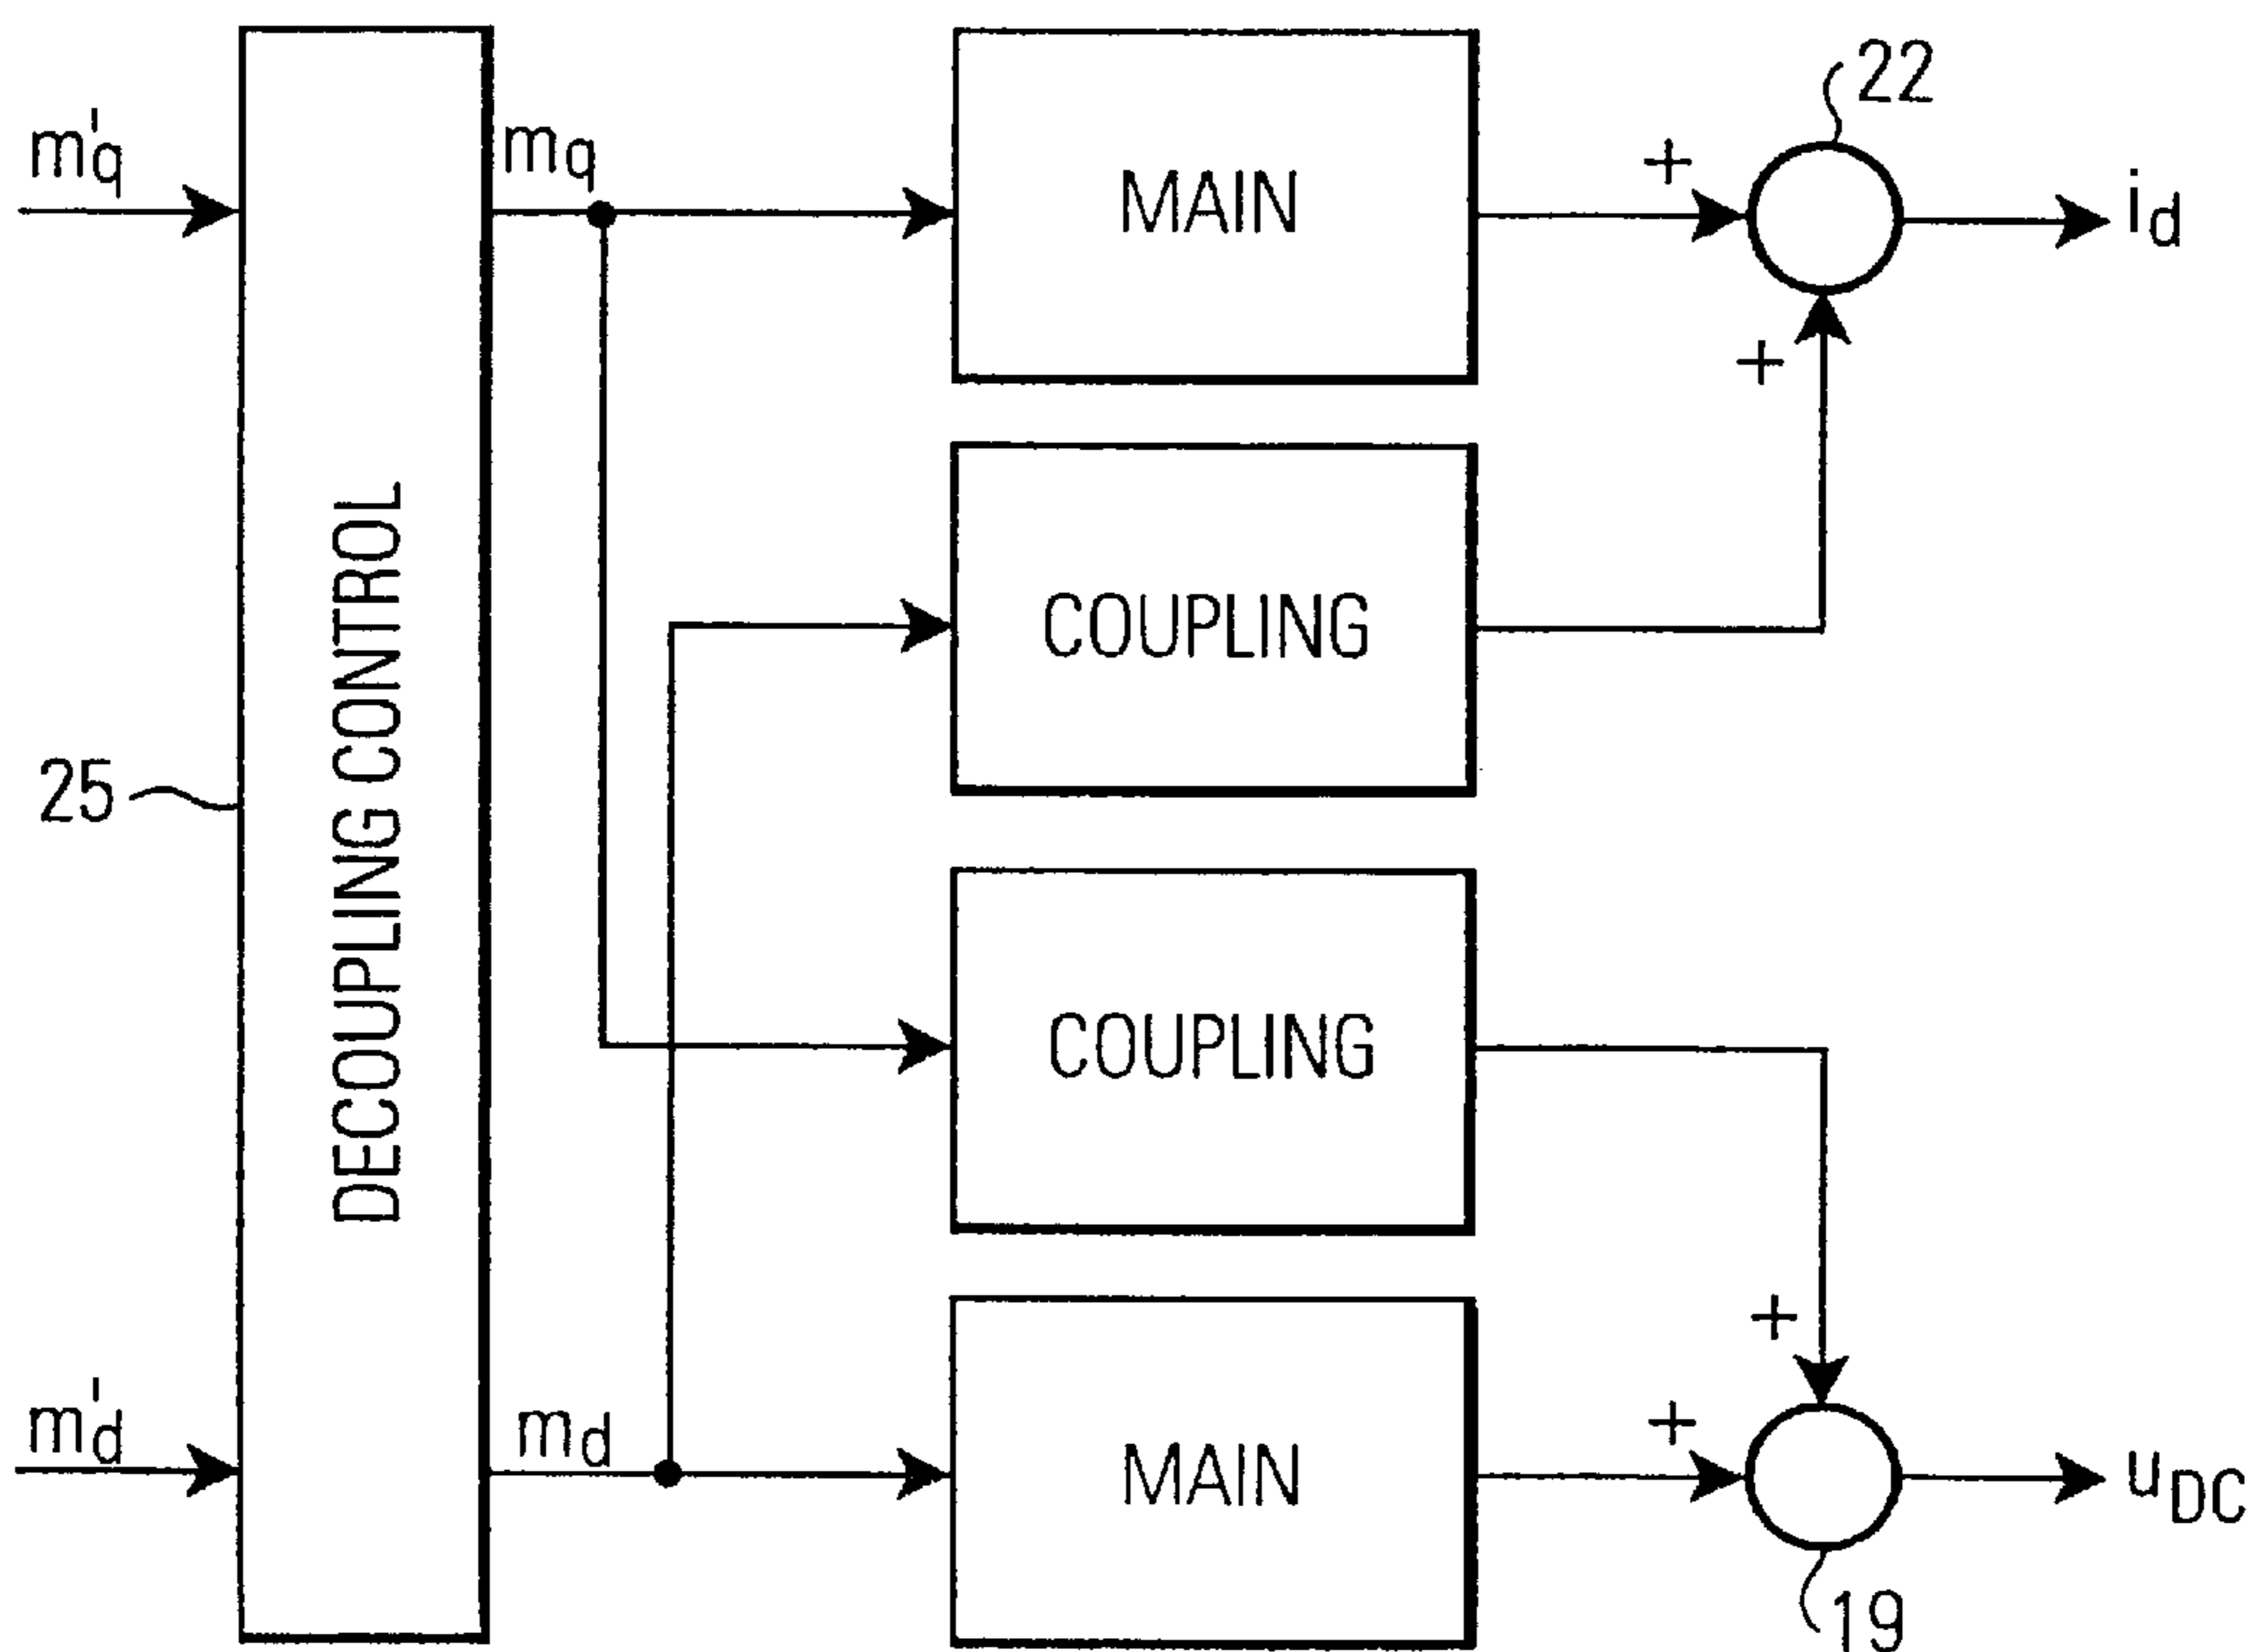 22
m'q
mq
MAIN
+
id
+
COUPLING
DECOUPLING CONTROL
25
COUPLING
+
m'd
md
MAIN
+
uDC
19